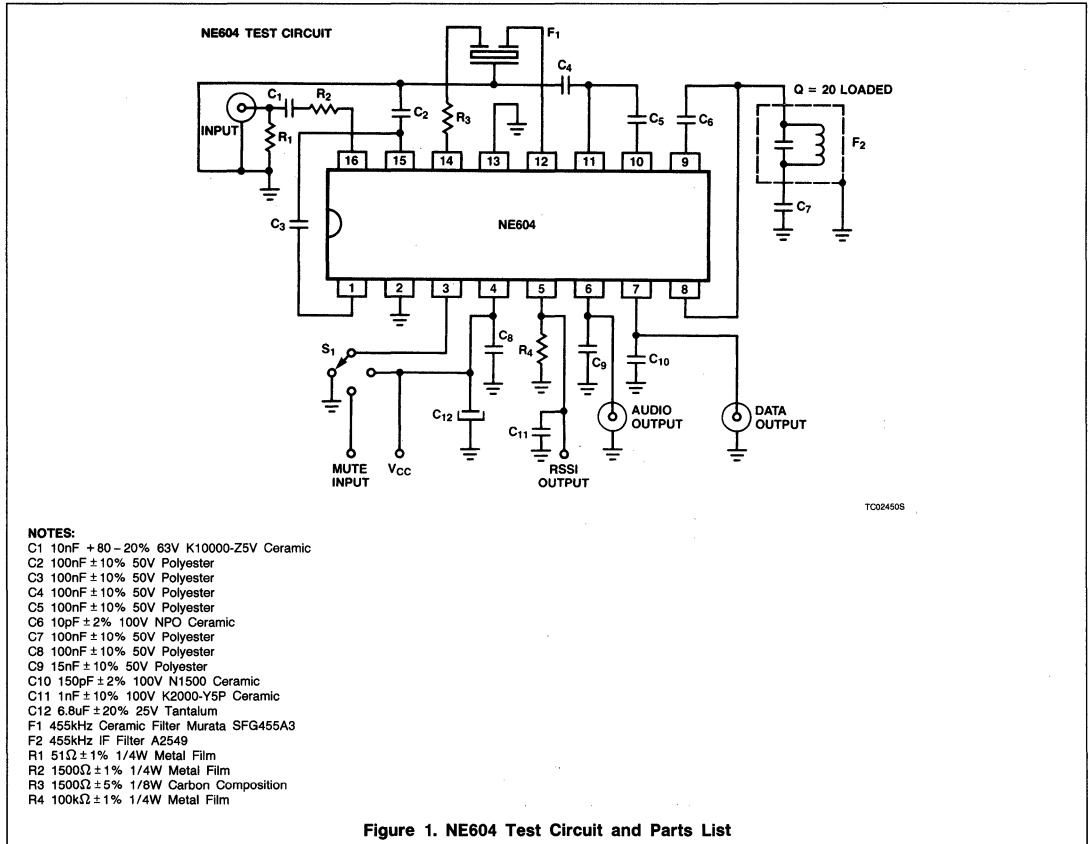 NE604 TEST CIRCUIT
F1
C4
Q = 20 LOADED
C1
R2
INPUT
R1
C2
R3
C5
C6
F2
C7
16
15
14
13
12
11
10
9
C3
NE604
1
2
3
4
5
6
7
8
S1
C8
R4
C9
C10
C12
C11
AUDIO
OUTPUT
DATA
OUTPUT
MUTE
INPUT
VCC
RSSI
OUTPUT
TC02450S
NOTES:
C1 10nF +80 – 20% 63V K10000-Z5V Ceramic
C2 100nF ± 10% 50V Polyester
C3 100nF ± 10% 50V Polyester
C4 100nF ± 10% 50V Polyester
C5 100nF ± 10% 50V Polyester
C6 10pF ± 2% 100V NPO Ceramic
C7 100nF ± 10% 50V Polyester
C8 100nF ± 10% 50V Polyester
C9 15nF ± 10% 50V Polyester
C10 150pF ± 2% 100V N1500 Ceramic
C11 1nF ± 10% 100V K2000-Y5P Ceramic
C12 6.8uF ± 20% 25V Tantalum
F1 455kHz Ceramic Filter Murata SFG455A3
F2 455kHz IF Filter A2549
R1 51Ω ± 1% 1/4W Metal Film
R2 1500Ω ± 1% 1/4W Metal Film
R3 1500Ω ± 5% 1/8W Carbon Composition
R4 100kΩ ± 1% 1/4W Metal Film
Figure 1. NE604 Test Circuit and Parts List